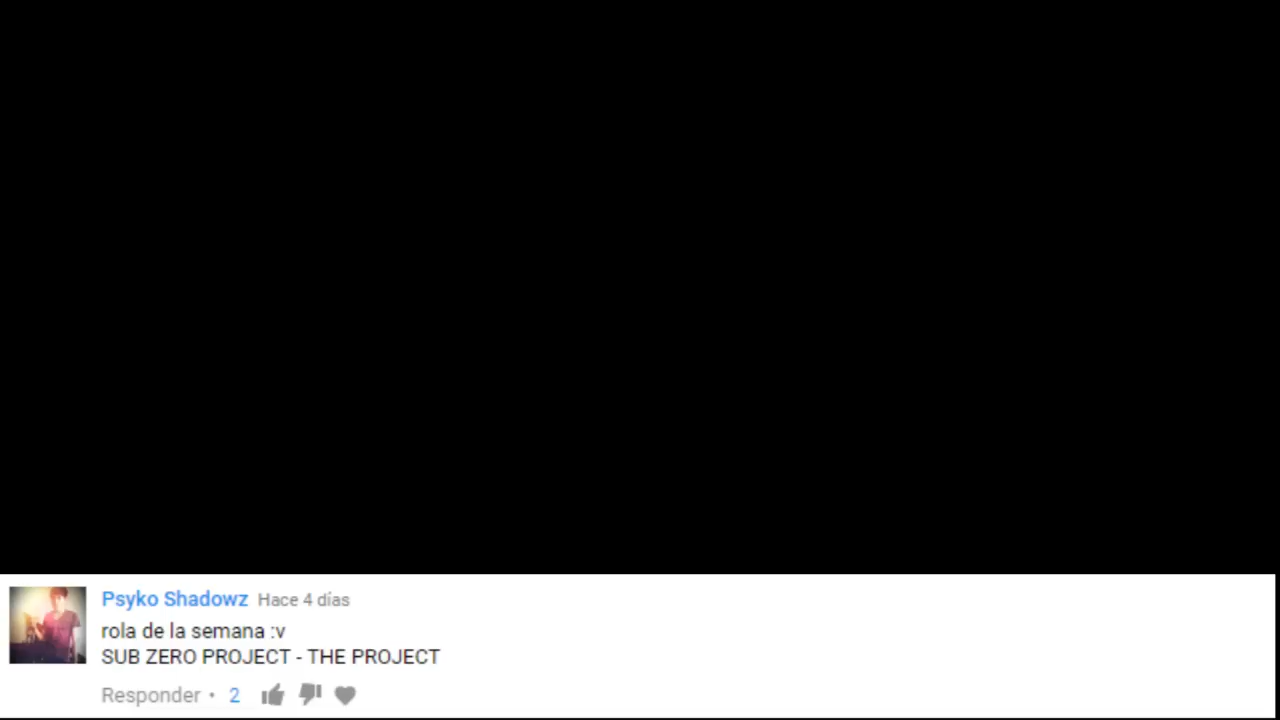 Psyko Shadowz Hace 4 días
rola de la semana :v
SUB ZERO PROJECT - THE PROJECT
Responder • 2